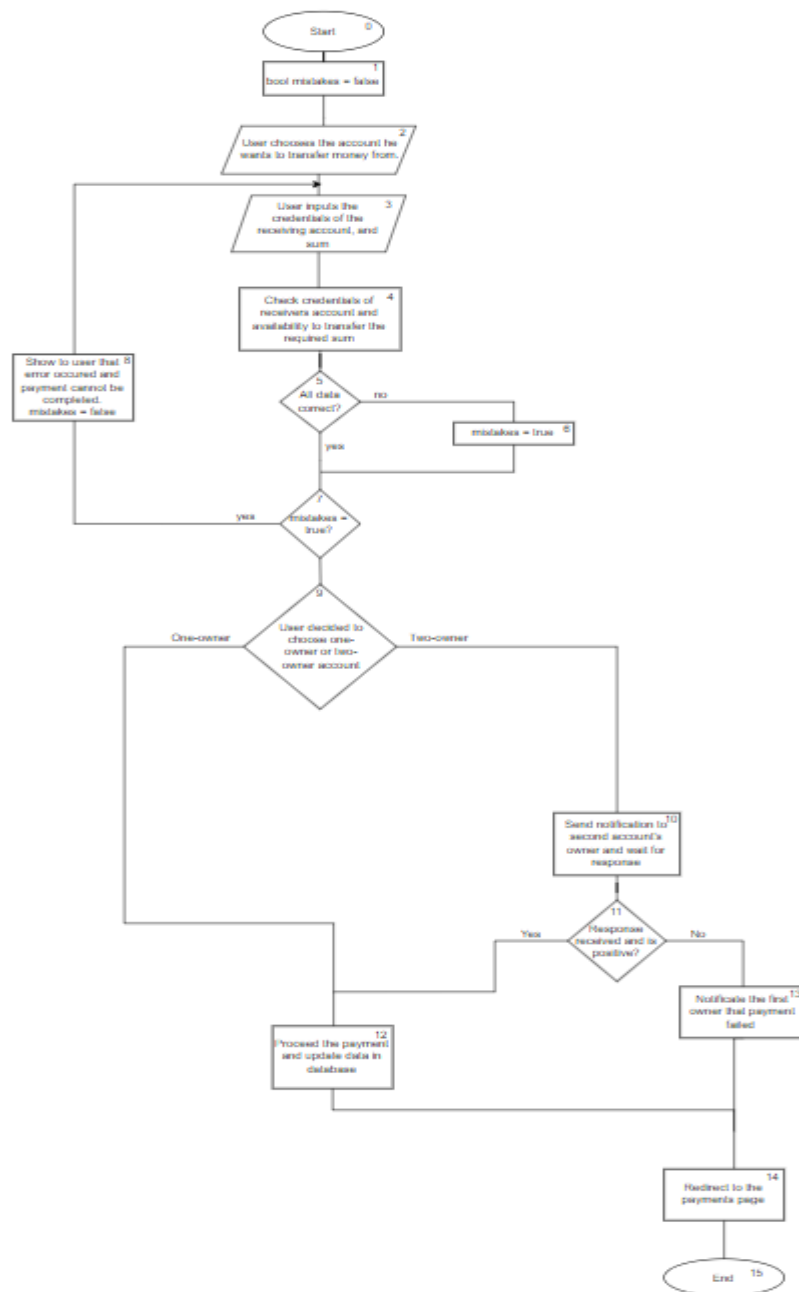 0
Start
1
bool mistakes = false
2
User chooses the account he
wants to transfer money from.
3
User inputs the
credentials of the
receiving account, and
sum
4
Check credentials of
receivers account and
availability to transfer the
required sum
8
Show to user that
error occured and
payment cannot be
completed.
mistakes = false
5
All data
correct?
no
mistakes = true
6
yes
7
mistakes =
true?
yes
9
User decided to
choose one-
owner or two-
owner account
One-owner
Two-owner
10
Send notification to
second account's
owner and wait for
response
11
Response
received and is
positive?
Yes
No
13
Notificate the first
owner that payment
failed
12
Proceed the payment
and update data in
database
14
Redirect to the
payments page
End
15